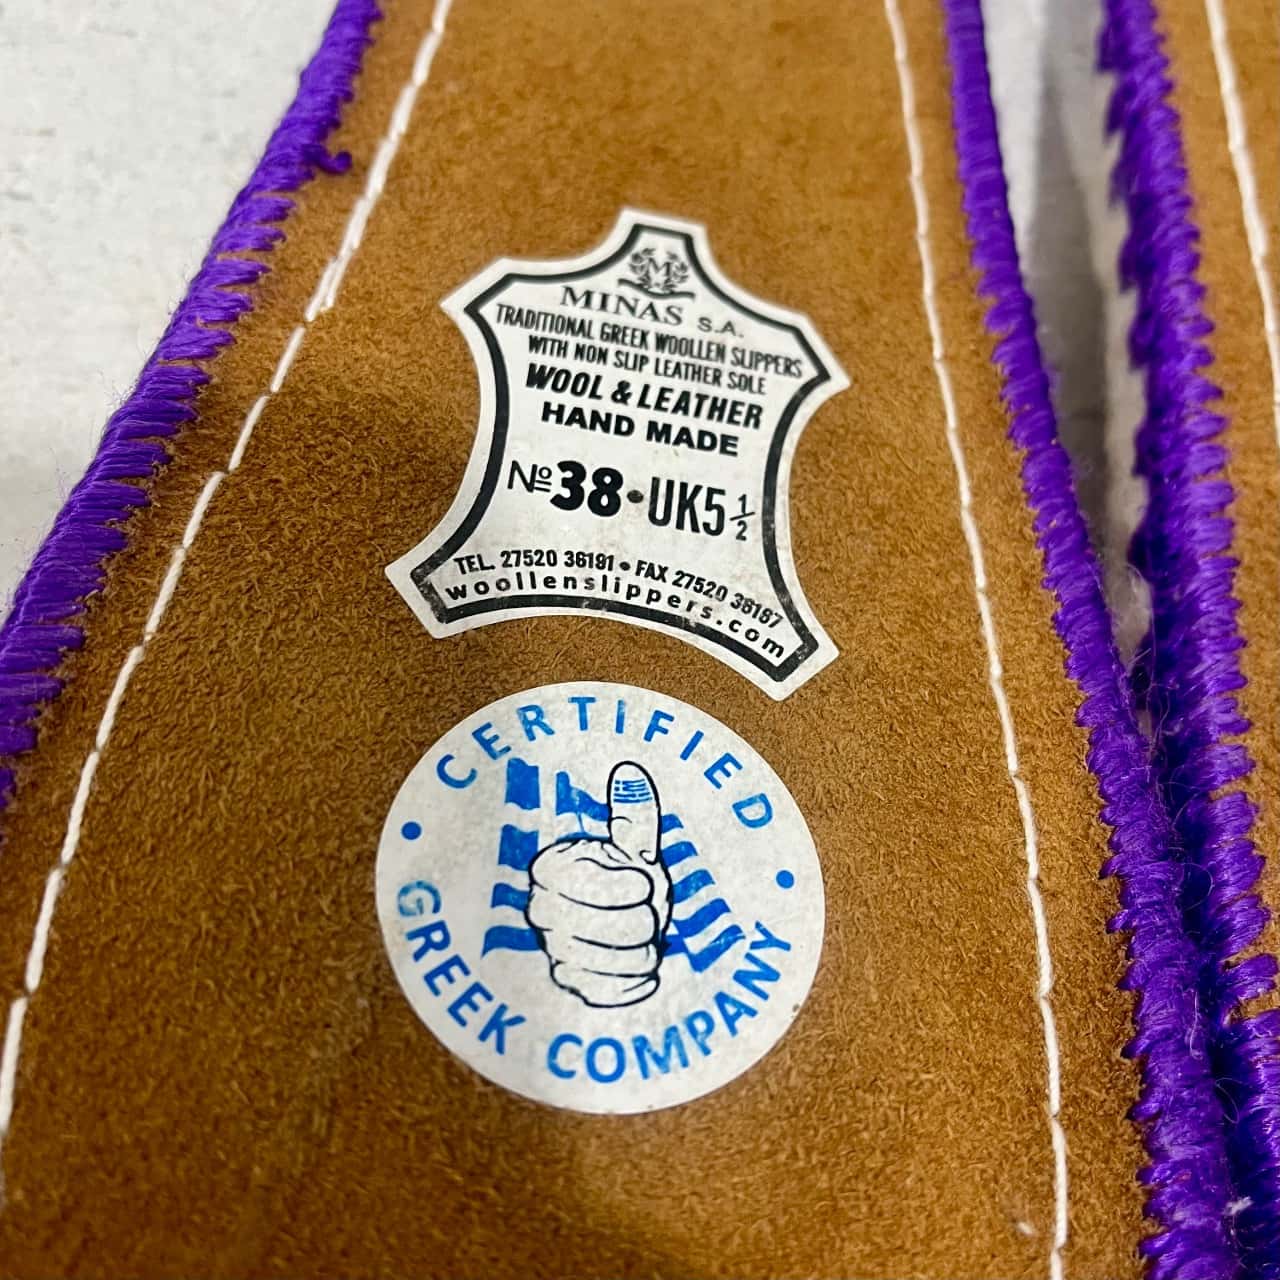 M
MINAS S.A.
TRADITIONAL GREEK WOOLLEN SLIPPERS
WITH NON SLIP LEATHER SOLE
WOOL & LEATHER
HAND MADE
№38•UK5 1/2
TEL. 27520 36191 • FAX 27520 36187
woollenslippers.com
CERTIFIED
• GREEK COMPANY •